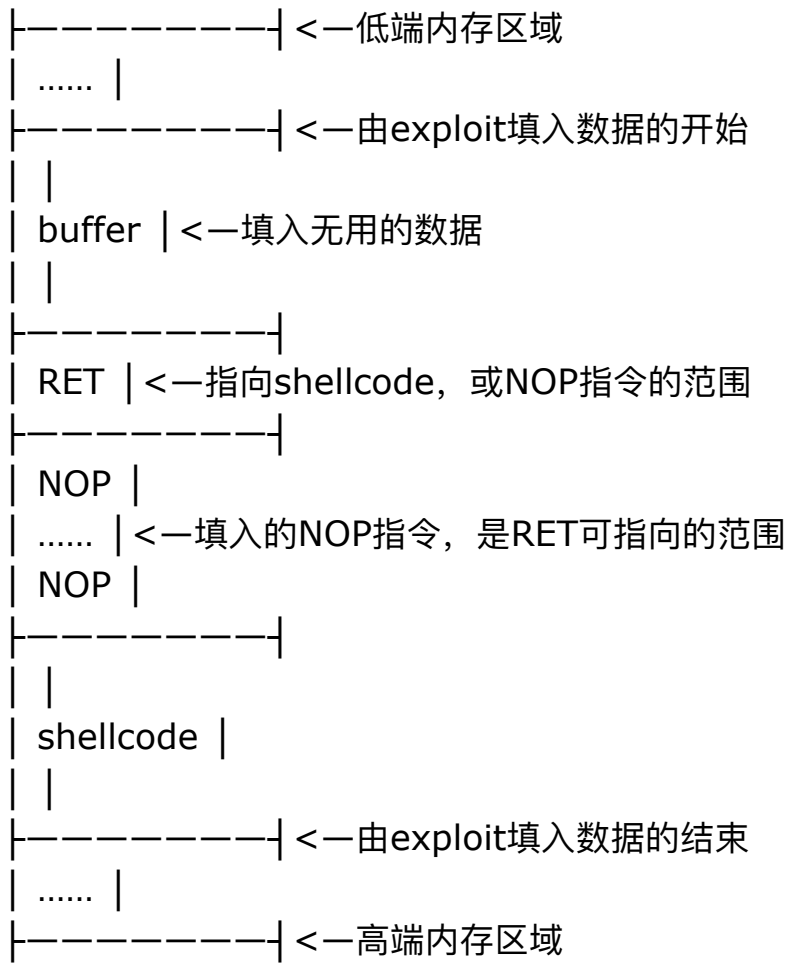 ├————————┤<—低端内存区域
│ …… │
├————————┤<—由exploit填入数据的开始
│ │
│ buffer │<—填入无用的数据
│ │
├————————┤
│ RET │<—指向shellcode，或NOP指令的范围
├————————┤
│ NOP │
│ …… │<—填入的NOP指令，是RET可指向的范围
│ NOP │
├————————┤
│ │
│ shellcode │
│ │
├————————┤<—由exploit填入数据的结束
│ …… │
├————————┤<—高端内存区域